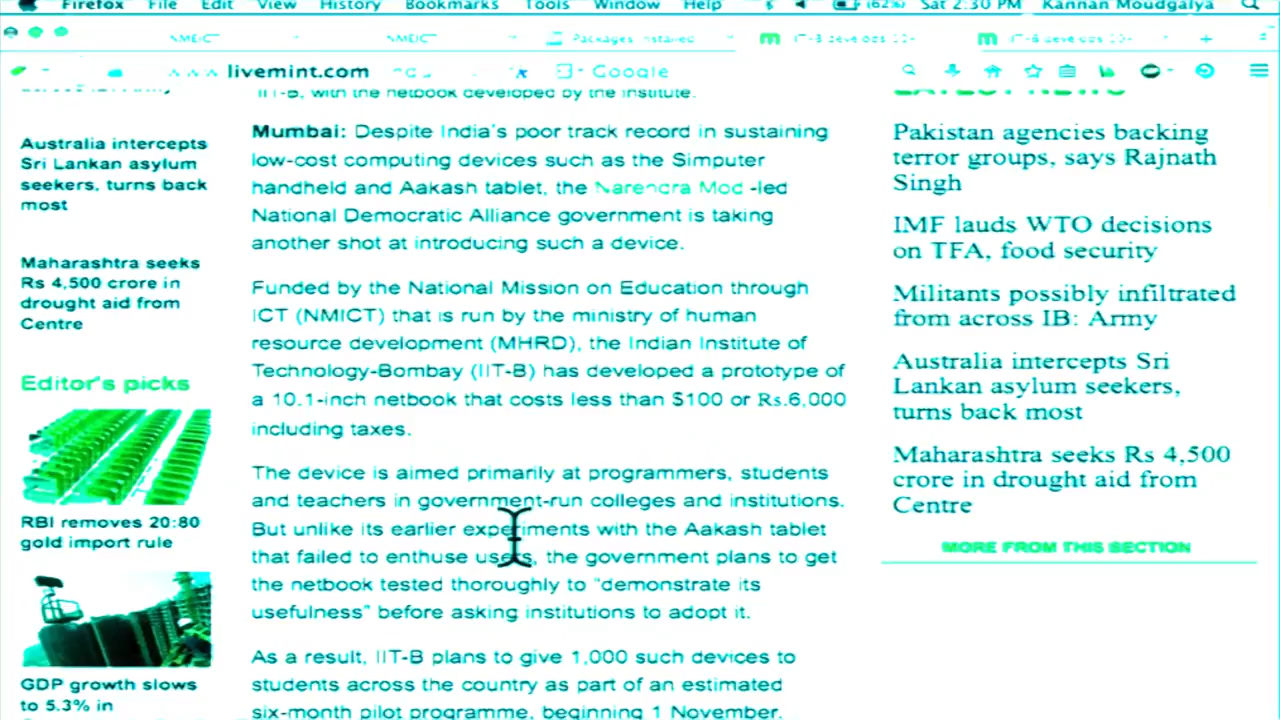 Firefox File Edit View History Bookmarks Tools Window Help (62%) Sat 2:30 PM Kannan Moudgalya
NMEIC NMEIC Packages installed
livemint.com Google
IIT-B, with the netbook developed by the institute.
Australia intercepts
Sri Lankan asylum
seekers, turns back
most
Maharashtra seeks
Rs 4,500 crore in
drought aid from
Centre
Editor's picks
RBI removes 20:80
gold import rule
GDP growth slows
to 5.3% in
Mumbai: Despite India's poor track record in sustaining
low-cost computing devices such as the Simputer
handheld and Aakash tablet, the Narendra Mod -led
National Democratic Alliance government is taking
another shot at introducing such a device.
Funded by the National Mission on Education through
ICT (NMICT) that is run by the ministry of human
resource development (MHRD), the Indian Institute of
Technology-Bombay (IIT-B) has developed a prototype of
a 10.1-inch netbook that costs less than $100 or Rs.6,000
including taxes.
The device is aimed primarily at programmers, students
and teachers in government-run colleges and institutions.
But unlike its earlier experiments with the Aakash tablet
that failed to enthuse users, the government plans to get
the netbook tested thoroughly to "demonstrate its
usefulness" before asking institutions to adopt it.
As a result, IIT-B plans to give 1,000 such devices to
students across the country as part of an estimated
six-month pilot programme, beginning 1 November.
LATEST NEWS
Pakistan agencies backing
terror groups, says Rajnath
Singh
IMF lauds WTO decisions
on TFA, food security
Militants possibly infiltrated
from across IB: Army
Australia intercepts Sri
Lankan asylum seekers,
turns back most
Maharashtra seeks Rs 4,500
crore in drought aid from
Centre
MORE FROM THIS SECTION